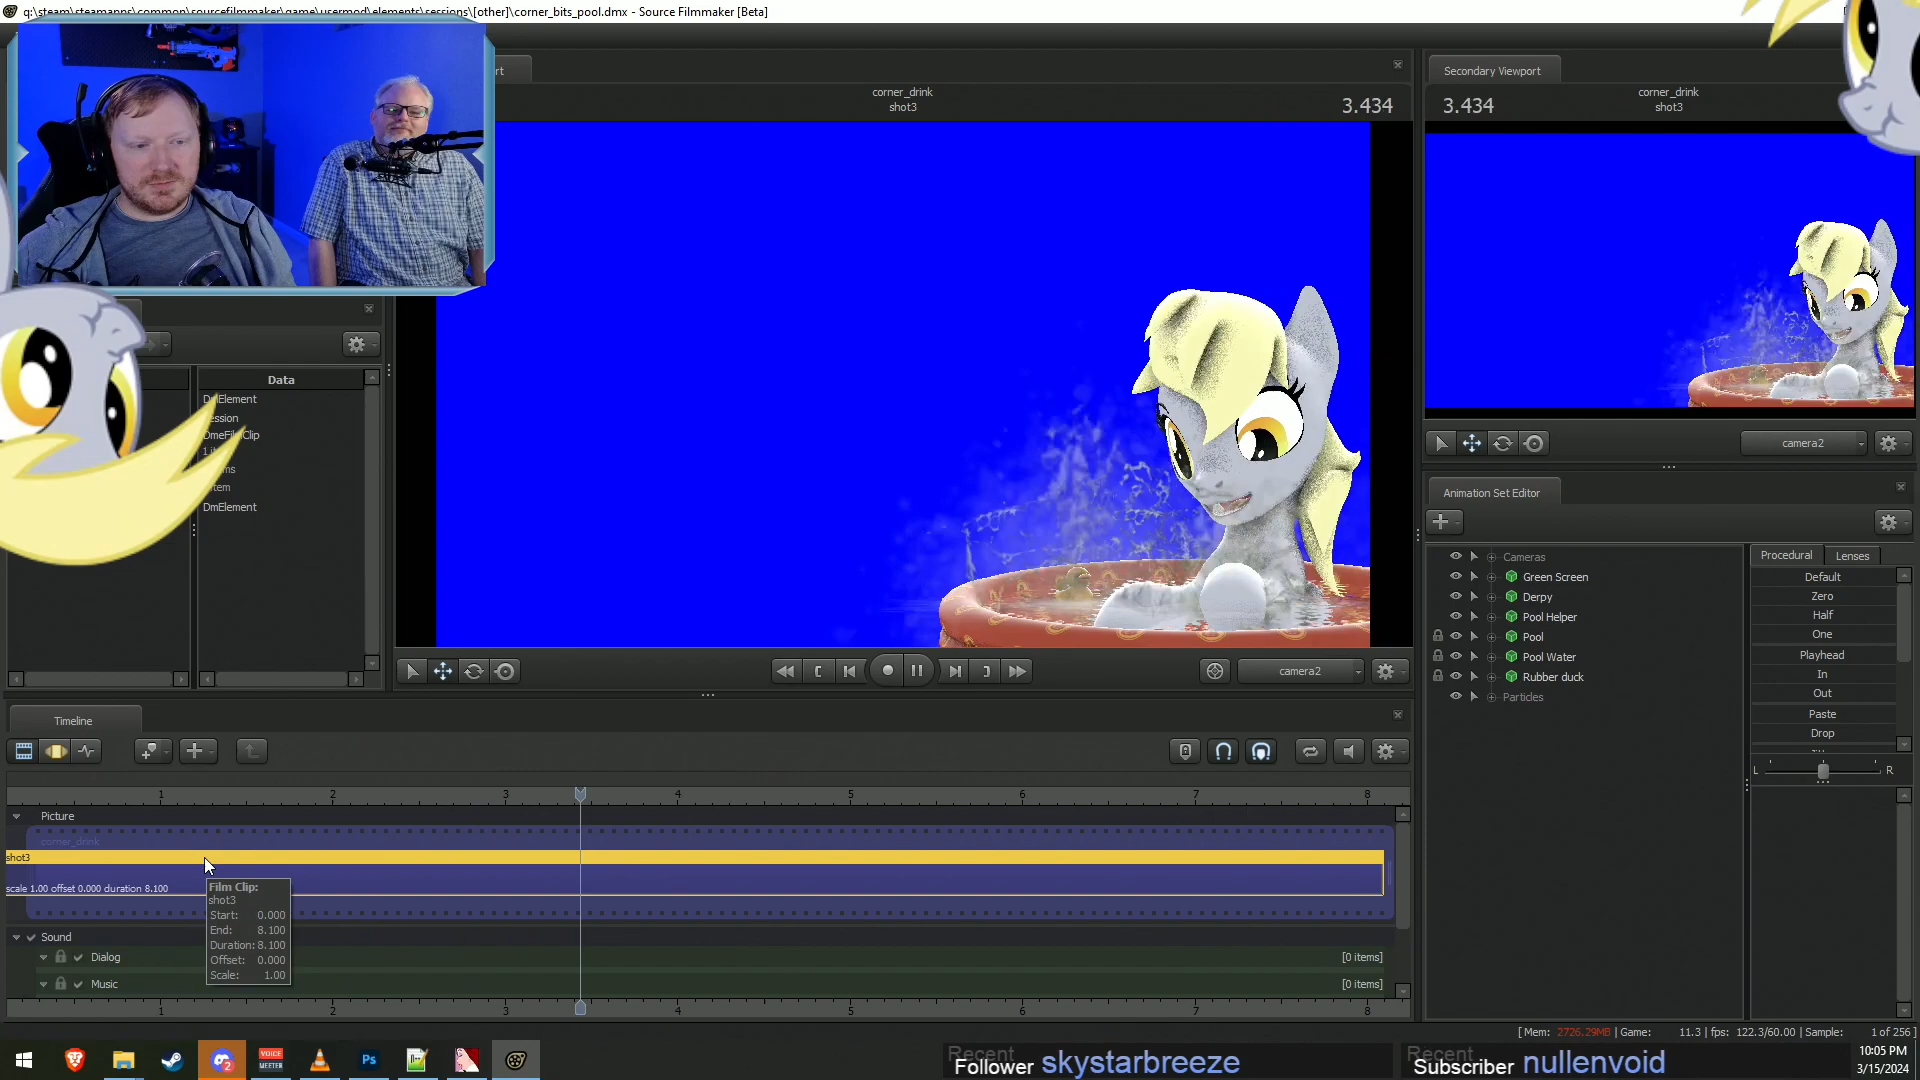 q:\steam\steamapps\common\sourcefilmmaker\game\usermod\elements\sessions\[other]\corner_bits_pool.dmx - Source Filmmaker [Beta]
rt
corner_drink
shot3
3.434
Secondary Viewport
3.434
corner_drink
shot3
Data
DmElement
DmeFilmClip
DmElement
camera2
camera2
Animation Set Editor
Cameras
Green Screen
Derpy
Pool Helper
Pool
Pool Water
Rubber duck
Particles
Procedural
Lenses
Default
Zero
Half
One
Playhead
In
Out
Paste
Drop
L
R
Timeline
1 2 3 4 5 6 7 8
Picture
corner_drink
shot3
scale 1.00 offset 0.000 duration 8.100
Film Clip:
shot3
Start: 0.000
End: 8.100
Duration: 8.100
Offset: 0.000
Scale: 1.00
Sound
Dialog
[0 items]
Music
[0 items]
1 2 3 4 5 6 7 8
[ Mem: 2726.29MB | Game: 11.3 | fps: 122.3/60.00 | Sample: 1 of 256 ]
2
VOICE
MEETER
Ps
Recent
Follower skystarbreeze
Recent
Subscriber nullenvoid
10:05 PM
3/15/2024